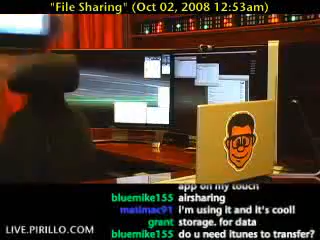 "File Sharing" (Oct 02, 2008 12:53am)
app on my touch
bluemike155 airsharing
matimac91 I'm using it and it's cool!
grant storage. for data
bluemike155 do u need itunes to transfer?
LIVE.PIRILLO.COM